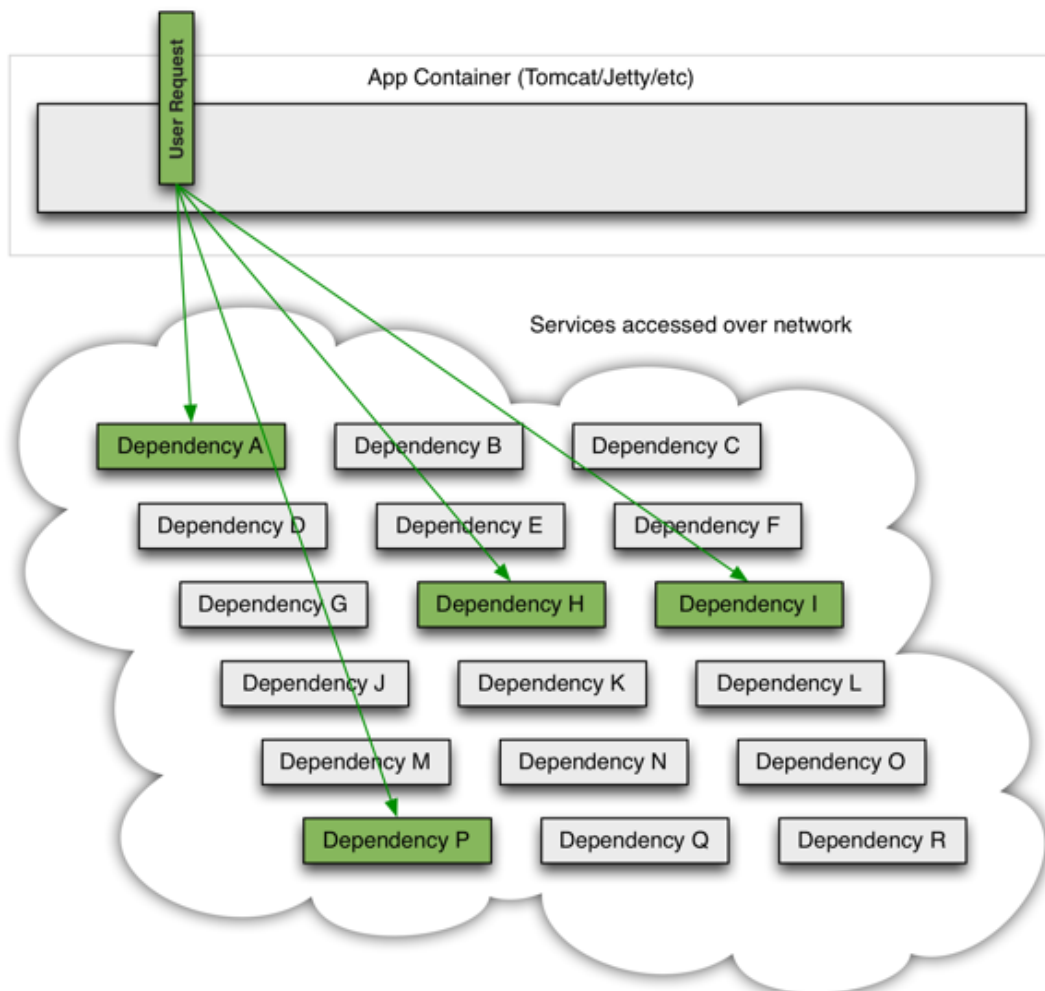 User Request
App Container (Tomcat/Jetty/etc)
Services accessed over network
Dependency A
Dependency B
Dependency C
Dependency D
Dependency E
Dependency F
Dependency G
Dependency H
Dependency I
Dependency J
Dependency K
Dependency L
Dependency M
Dependency N
Dependency O
Dependency P
Dependency Q
Dependency R